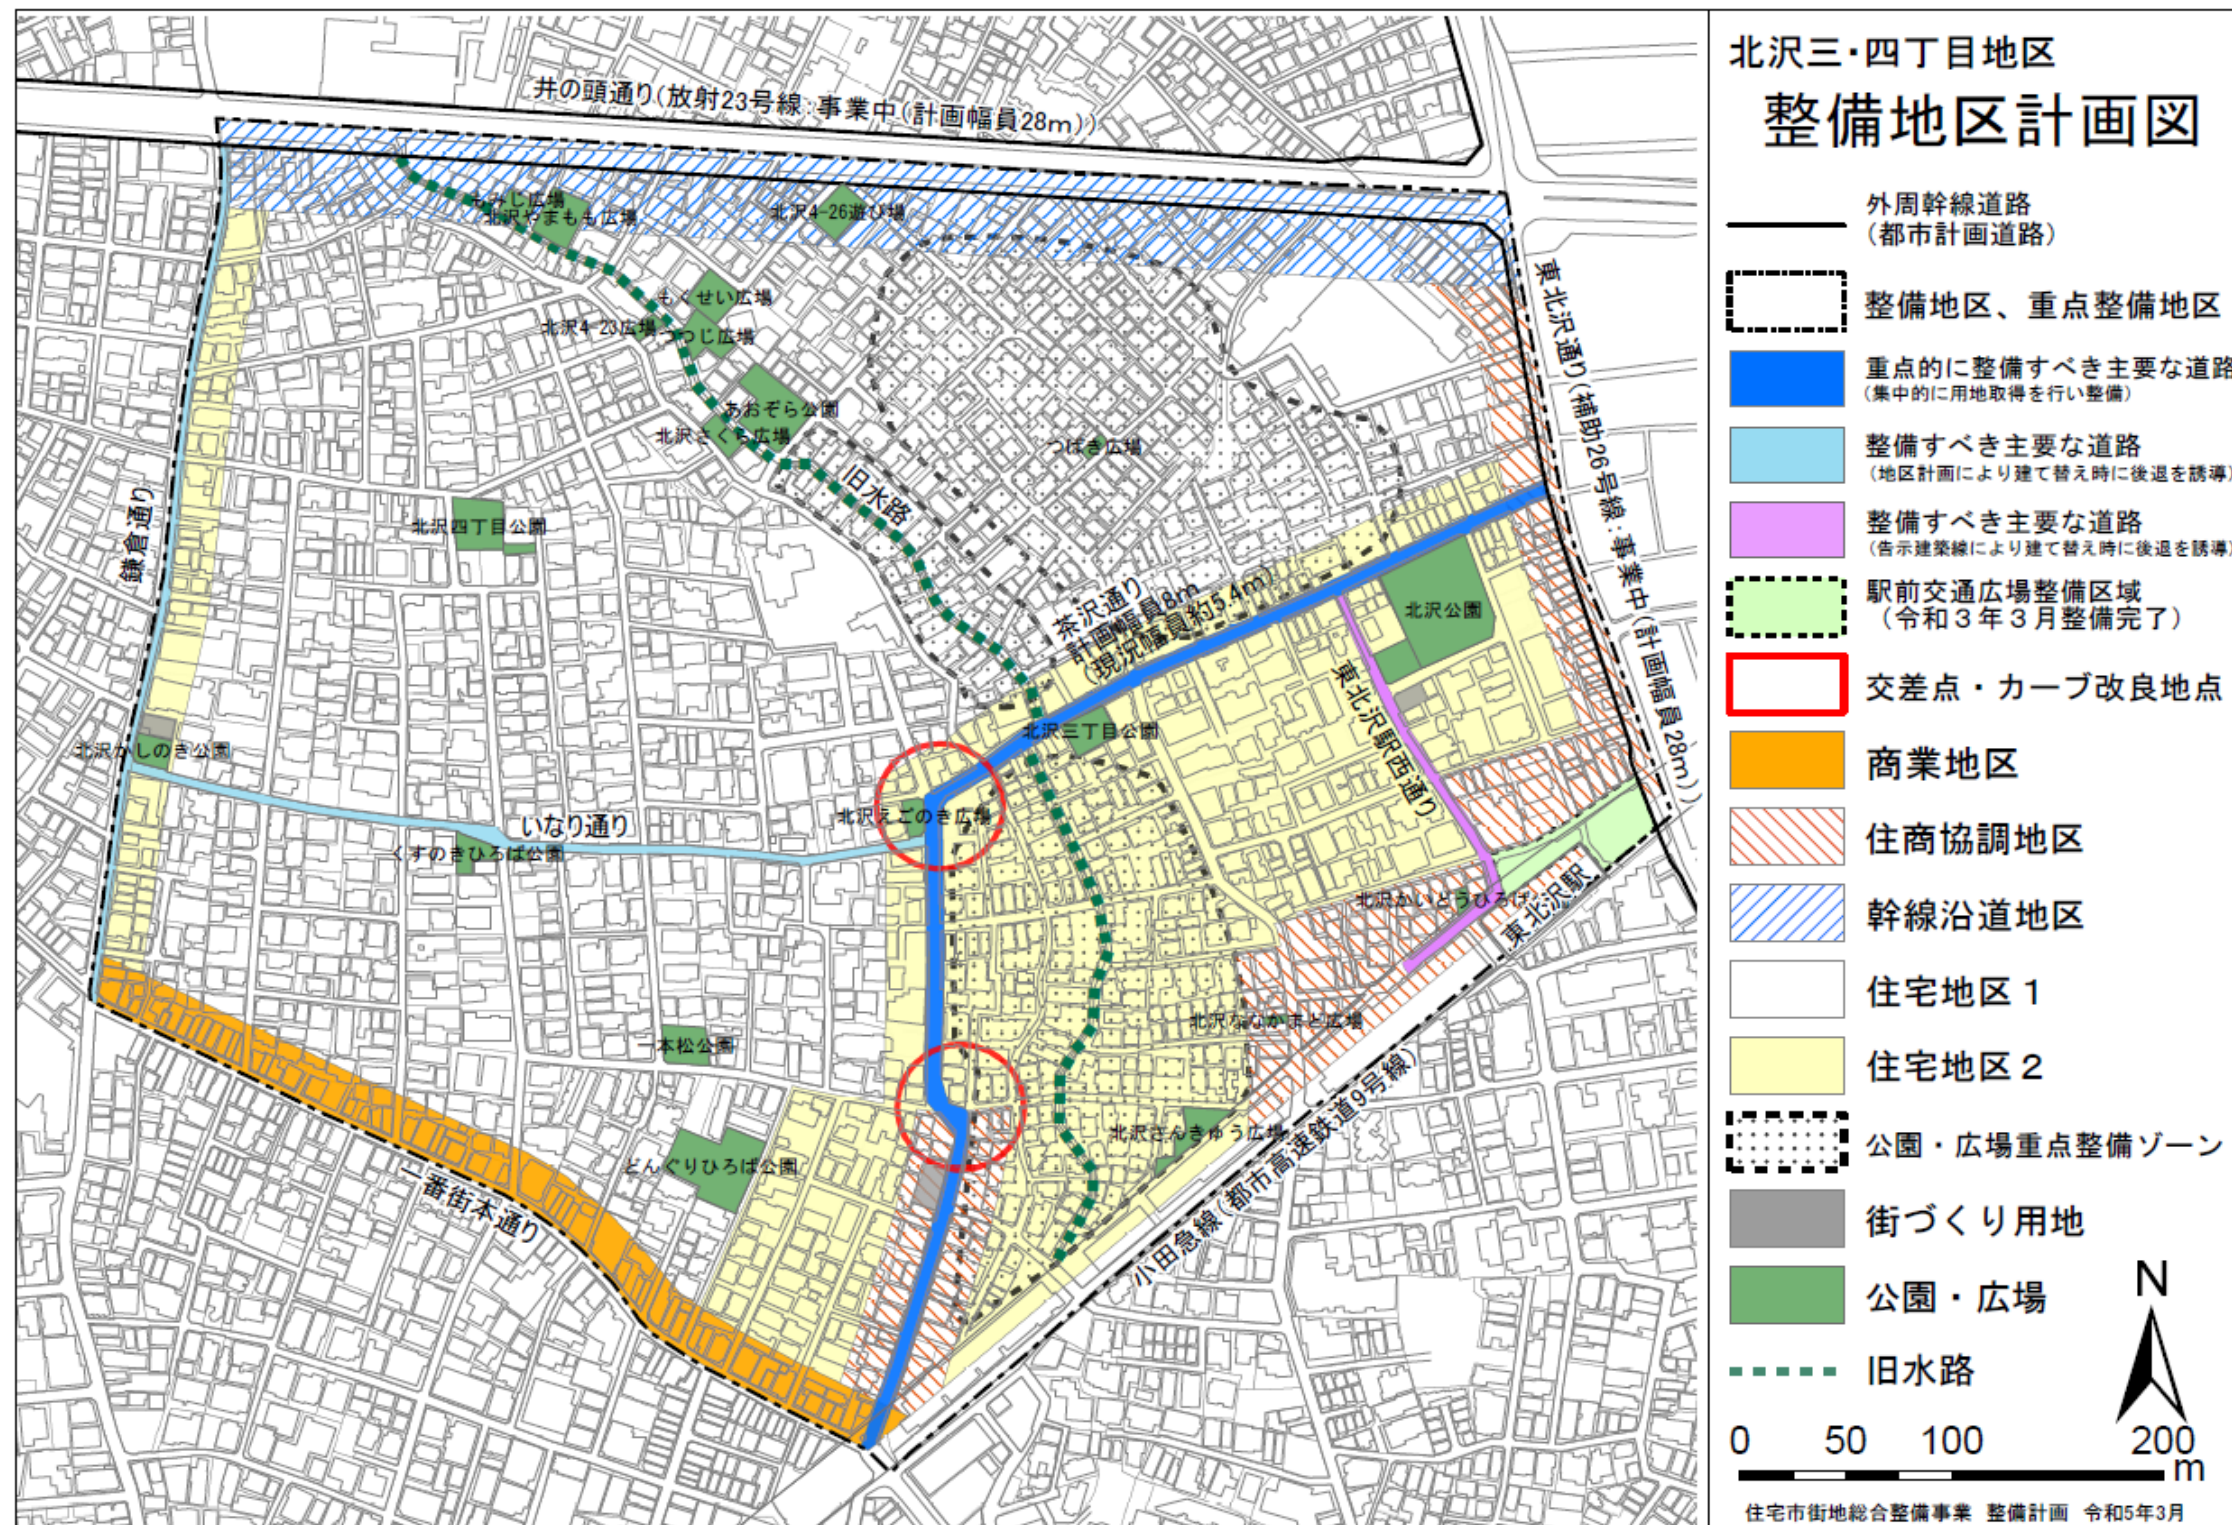 井の頭通り(放射23号線:事業中(計画幅員28m))
もみじ広場
北沢やまもも広場
北沢4-26遊び場
もくせい広場
北沢4-23広場
つつじ広場
あおぞら公園
北沢さくら広場
つばき広場
旧水路
東北沢通り(補助26号線:事業中(計画幅員28m))
鎌倉通り
北沢四丁目公園
茶沢通り
計画幅員8m
(現況幅員約5.4m)
北沢公園
東北沢駅西通り
北沢三丁目公園
北沢かしのき公園
いなり通り
くすのきひろば公園
北沢えごのき広場
北沢かいとうひろば
東北沢駅
北沢ななかまど広場
一本松公園
北沢さんきゅう広場
どんぐりひろば公園
一番街本通り
小田急線(都市高速鉄道9号線)
北沢三・四丁目地区
整備地区計画図
外周幹線道路
(都市計画道路)
整備地区、重点整備地区
重点的に整備すべき主要な道路
(集中的に用地取得を行い整備)
整備すべき主要な道路
(地区計画により建て替え時に後退を誘導)
整備すべき主要な道路
(告示建築線により建て替え時に後退を誘導)
駅前交通広場整備区域
(令和3年3月整備完了)
交差点・カーブ改良地点
商業地区
住商協調地区
幹線沿道地区
住宅地区1
住宅地区2
公園・広場重点整備ゾーン
街づくり用地
公園・広場
旧水路
N
0 50 100 200
m
住宅市街地総合整備事業 整備計画 令和5年3月